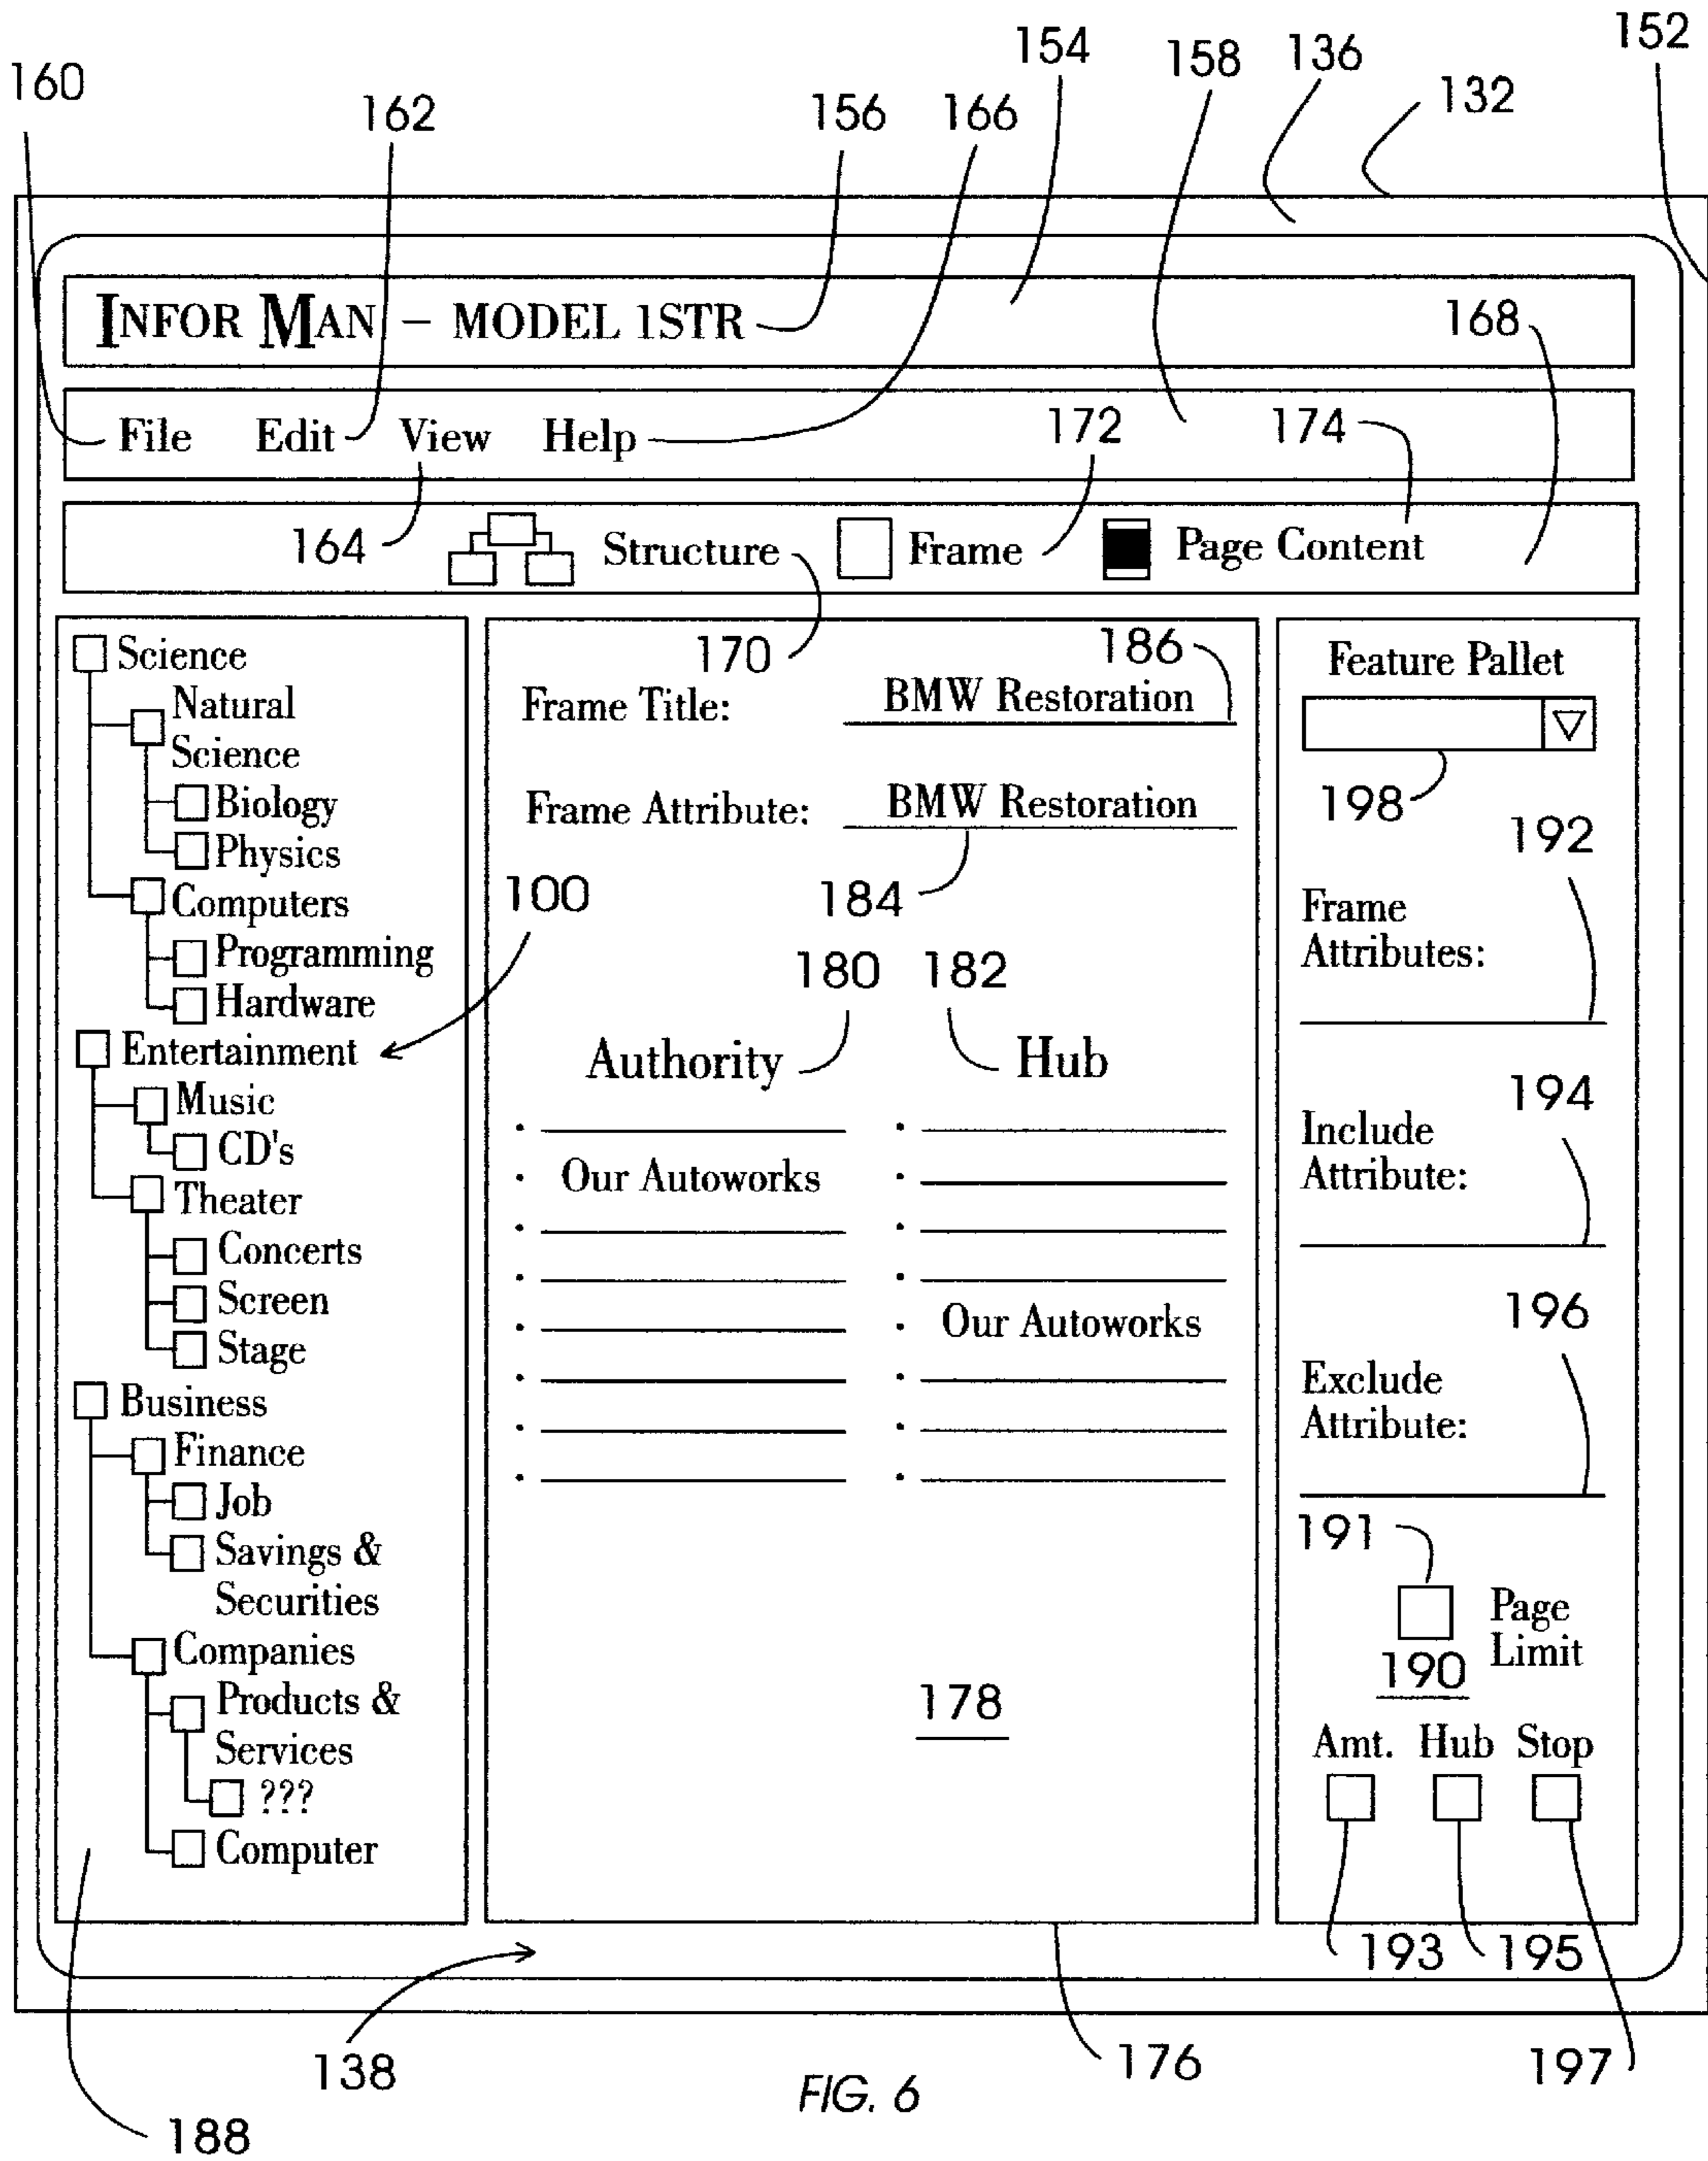 152
154
136
158
132
160
162
156
166
INFOR MAN – MODEL 1STR
168
File Edit View Help
172
174
164
Structure
Frame
Page Content
170
Science
Natural
Science
Biology
Physics
Computers
Programming
Hardware
Entertainment
Music
CD's
Theater
Concerts
Screen
Stage
Business
Finance
Job
Savings &
Securities
Companies
Products &
Services
???
Computer
100
186
Frame Title: BMW Restoration
Frame Attribute: BMW Restoration
184
180
182
Authority
Hub
Our Autoworks
Our Autoworks
178
Feature Pallet
198
192
Frame
Attributes:
194
Include
Attribute:
196
Exclude
Attribute:
191
Page
Limit
190
Amt. Hub Stop
193
195
138
176
197
188
FIG. 6